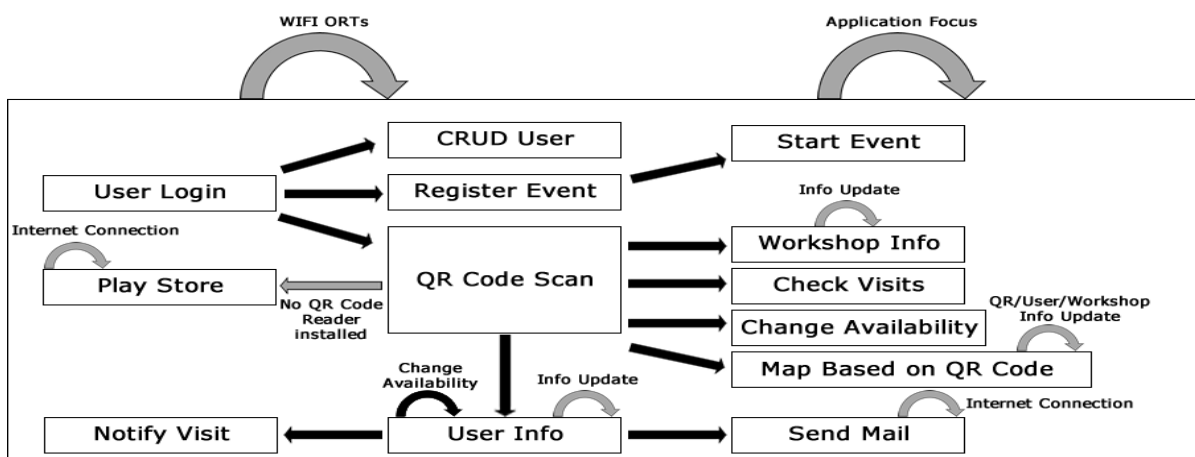 WIFI ORTs
Application Focus
CRUD User
Start Event
User Login
Register Event
Info Update
Internet Connection
Workshop Info
QR Code Scan
Play Store
Check Visits
No QR Code
Reader
installed
QR/User/Workshop
Info Update
Change Availability
Map Based on QR Code
Change
Availability
Info Update
Internet Connection
Notify Visit
User Info
Send Mail